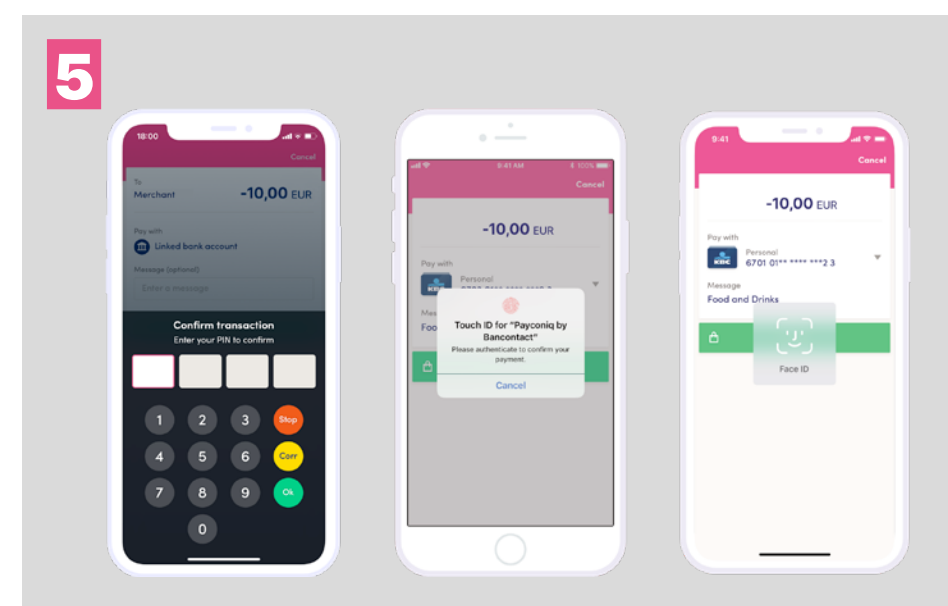 5
18:00
Cancel
To
Merchant
-10,00 EUR
Pay with
Linked bank account
Message (optional)
Enter a message
Confirm transaction
Enter your PIN to confirm
1 2 3 Stop
4 5 6 Corr
7 8 9 Ok
0
9:41 AM
100%
Cancel
-10,00 EUR
Pay with
KBC
Personal
Foo
Touch ID for "Payconiq by
Bancontact"
Please authenticate to confirm your
payment.
Cancel
9:41
Cancel
-10,00 EUR
Pay with
KBC
Personal
6701 01** **** ***2 3
Message
Food and Drinks
Face ID